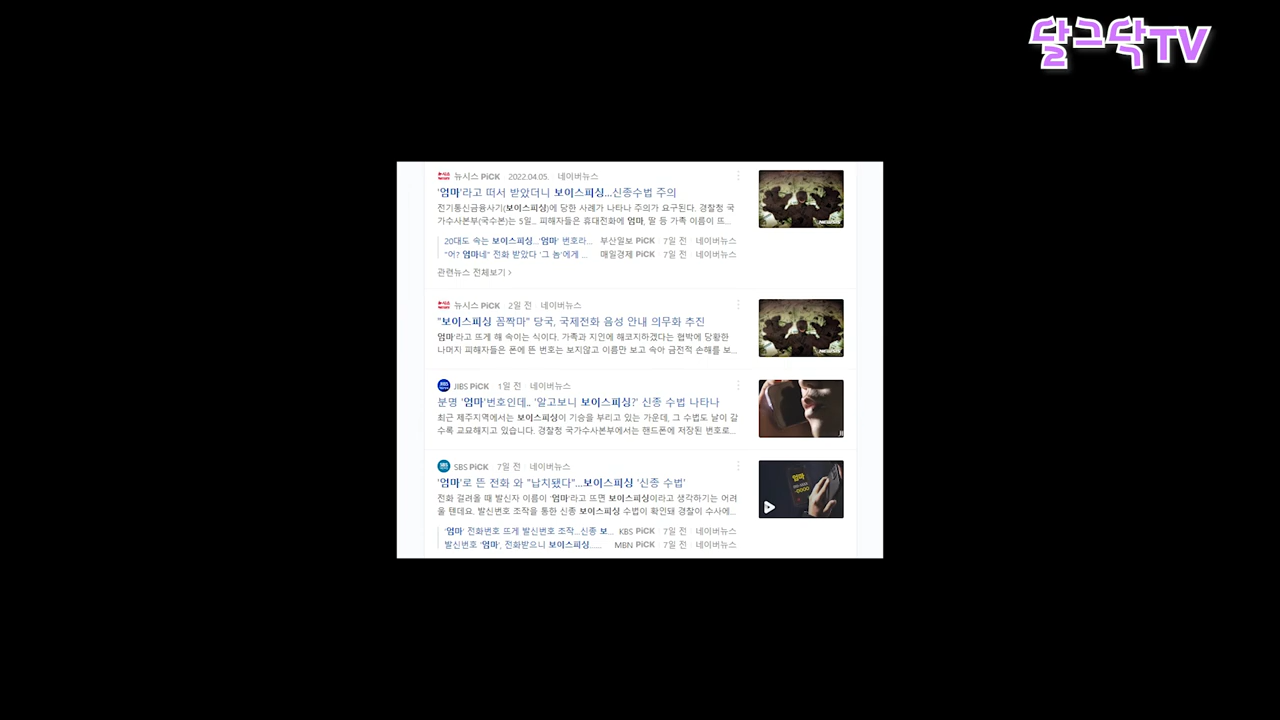 달그닥TV
뉴시스 PiCK 2022.04.05. 네이버뉴스
'엄마'라고 떠서 받았더니 보이스피싱...신종수법 주의
전기통신금융사기(보이스피싱)에 당한 사례가 나타나 주의가 요구된다. 경찰청 국
가수사본부(국수본)는 5일... 피해자들은 휴대전화에 엄마, 딸 등 가족 이름이 뜨...
20대도 속는 보이스피싱...'엄마' 번호라... 부산일보 PiCK 7일 전 네이버뉴스
"어? 엄마네" 전화 받았다 '그 놈'에게 ... 매일경제 PiCK 7일 전 네이버뉴스
관련뉴스 전체보기 >
뉴시스 PiCK 2일 전 네이버뉴스
"보이스피싱 꼼짝마" 당국, 국제전화 음성 안내 의무화 추진
엄마'라고 뜨게 해 속이는 식이다. 가족과 지인에 해코지하겠다는 협박에 당황한
나머지 피해자들은 폰에 뜬 번호는 보지않고 이름만 보고 속아 금전적 손해를 보...
JIBS PiCK 1일 전 네이버뉴스
분명 '엄마'번호인데.. '알고보니 보이스피싱?' 신종 수법 나타나
최근 제주지역에서는 보이스피싱이 기승을 부리고 있는 가운데, 그 수법도 날이 갈
수록 교묘해지고 있습니다. 경찰청 국가수사본부에서는 핸드폰에 저장된 번호로...
SBS PiCK 7일 전 네이버뉴스
'엄마'로 뜬 전화 와 "납치됐다"...보이스피싱 '신종 수법'
전화 걸려올 때 발신자 이름이 '엄마'라고 뜨면 보이스피싱이라고 생각하기는 어려
울 텐데요. 발신번호 조작을 통한 신종 보이스피싱 수법이 확인돼 경찰이 수사에...
엄마
'엄마' 전화번호 뜨게 발신번호 조작...신종 보... KBS PiCK 7일 전 네이버뉴스
발신번호 '엄마', 전화받으니 보이스피싱...... MBN PiCK 7일 전 네이버뉴스